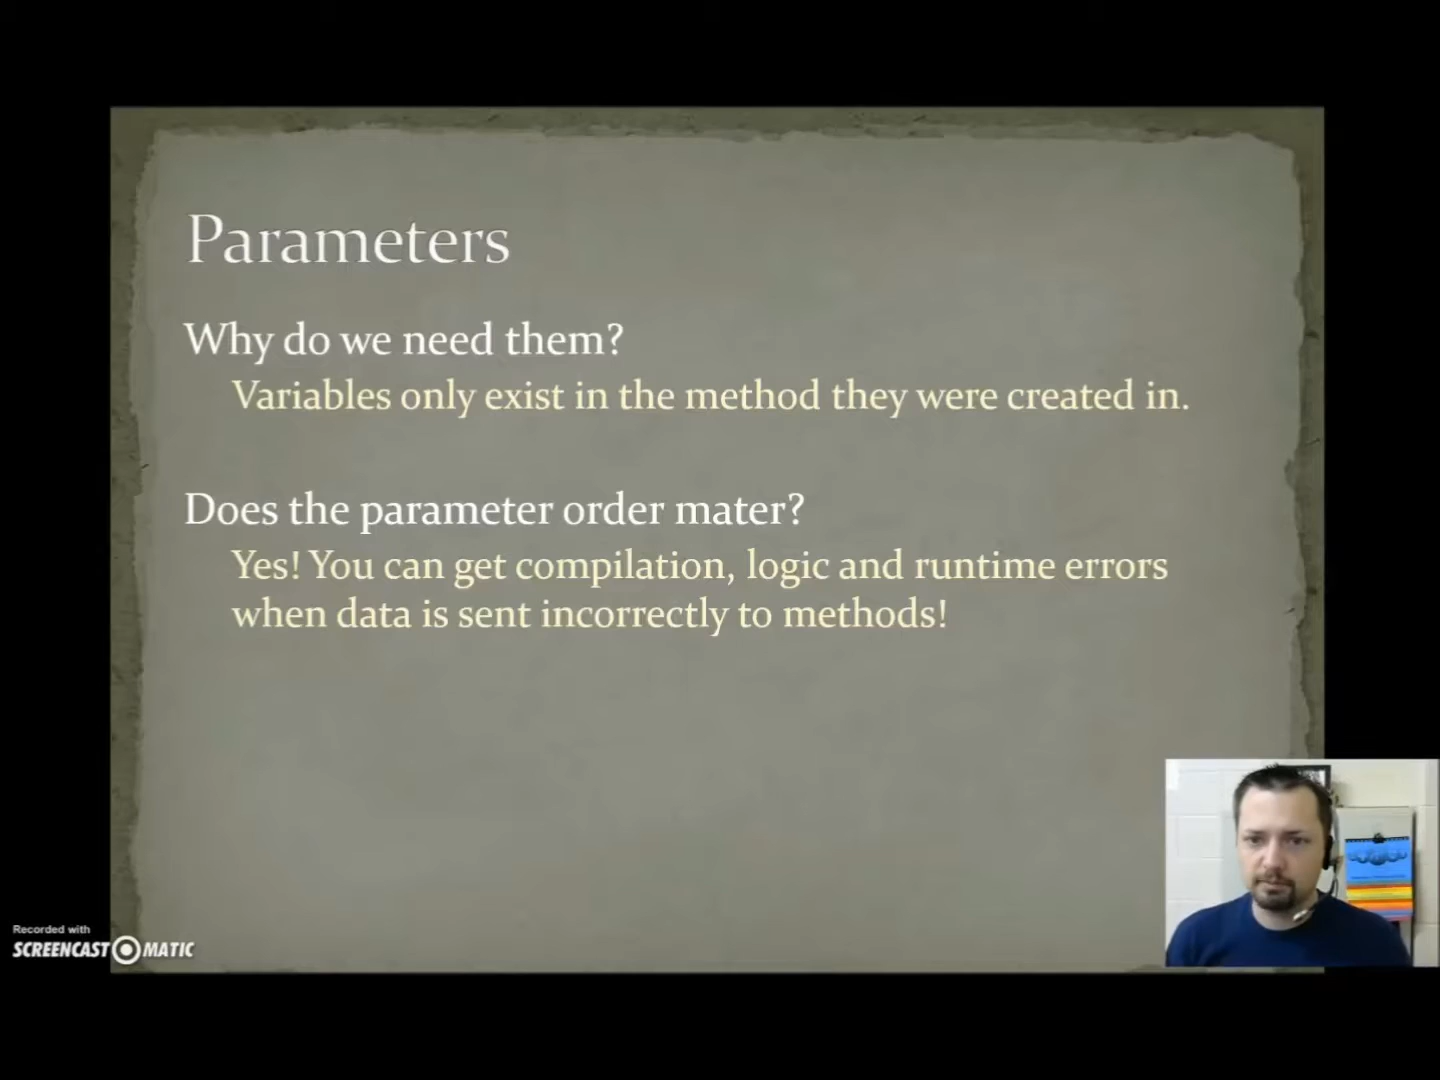 Parameters
Why do we need them?
Variables only exist in the method they were created in.
Does the parameter order mater?
Yes! You can get compilation, logic and runtime errors
when data is sent incorrectly to methods!
Recorded with
SCREENCAST MATIC